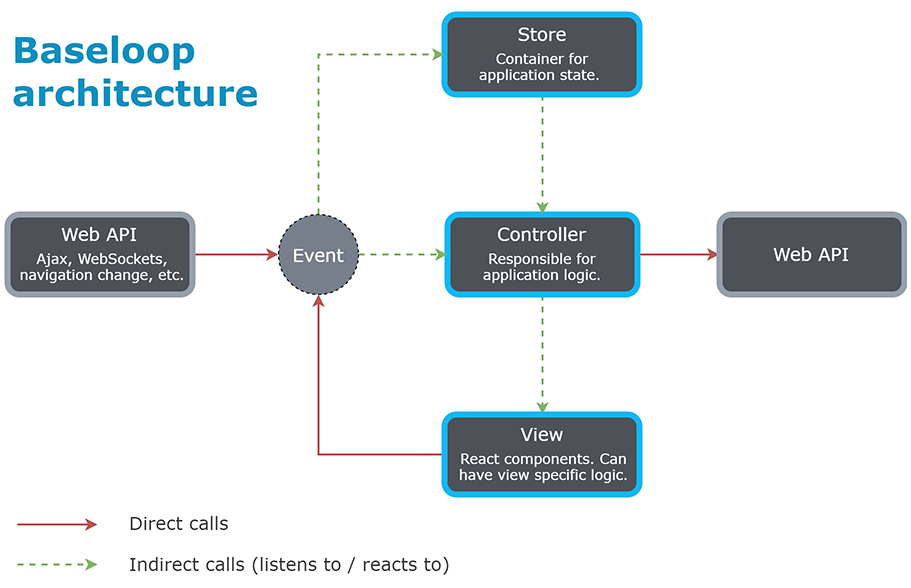 Baseloop
architecture
Store
Container for
application state.
Web API
Ajax, WebSockets,
navigation change, etc.
Event
Controller
Responsible for
application logic.
Web API
View
React components. Can
have view specific logic.
Direct calls
Indirect calls (listens to / reacts to)